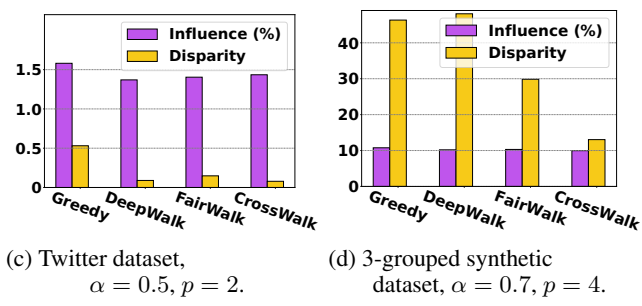 Influence (%)
Disparity
1.5
1.0
0.5
0
Greedy
DeepWalk
FairWalk
CrossWalk
(c) Twitter dataset,
α = 0.5, p = 2.
Influence (%)
Disparity
40
30
20
10
0
Greedy
DeepWalk
FairWalk
CrossWalk
(d) 3-grouped synthetic
dataset, α = 0.7, p = 4.